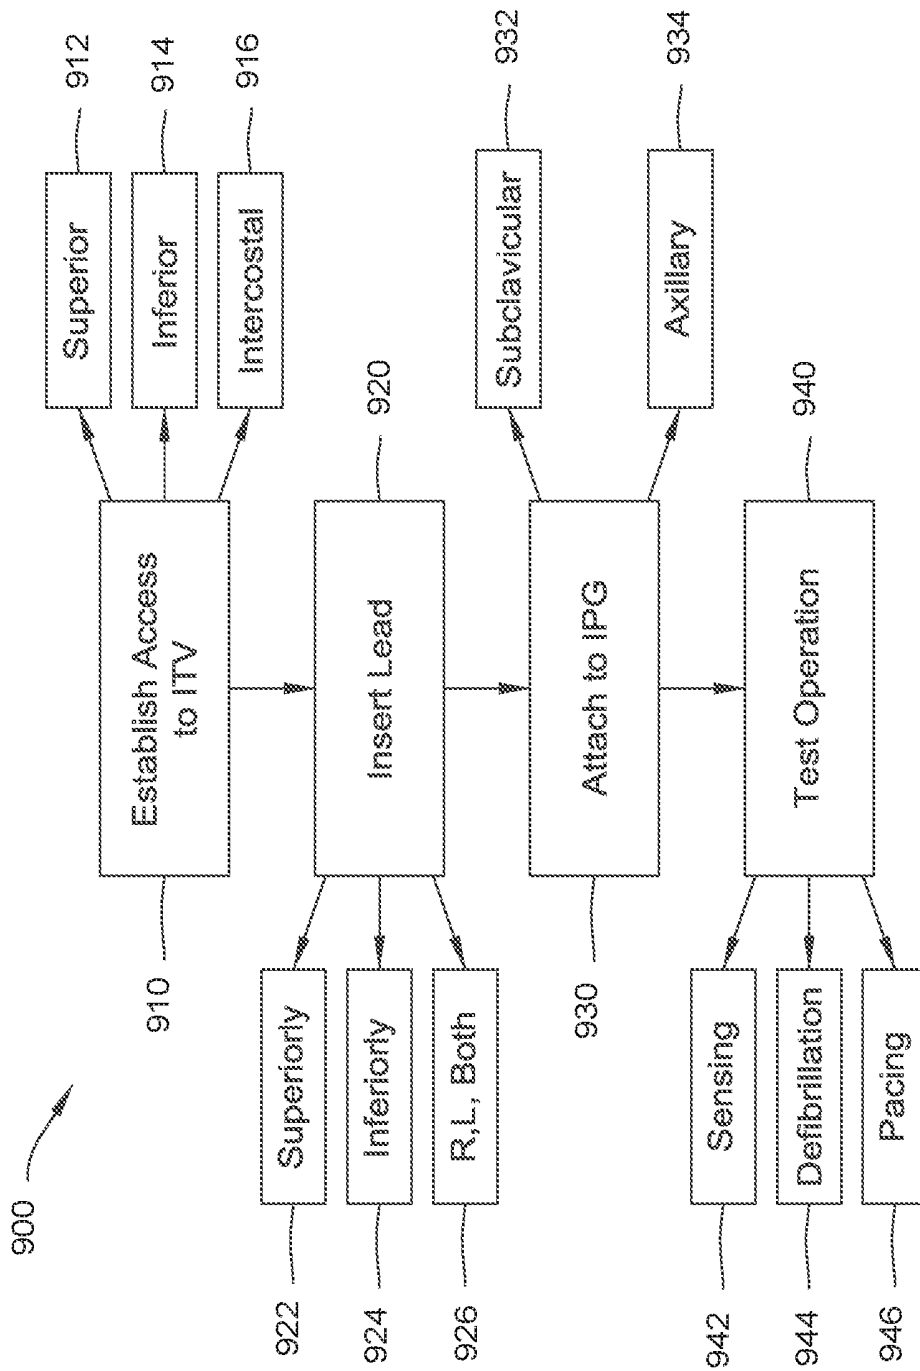 900
910
Establish Access
to ITV
Superior
912
Inferior
914
Intercostal
916
Insert Lead
920
Superiorly
922
Inferiorly
924
R,L, Both
926
Attach to IPG
930
Subclavicular
932
Axillary
934
Test Operation
940
Sensing
942
Defibrillation
944
Pacing
946